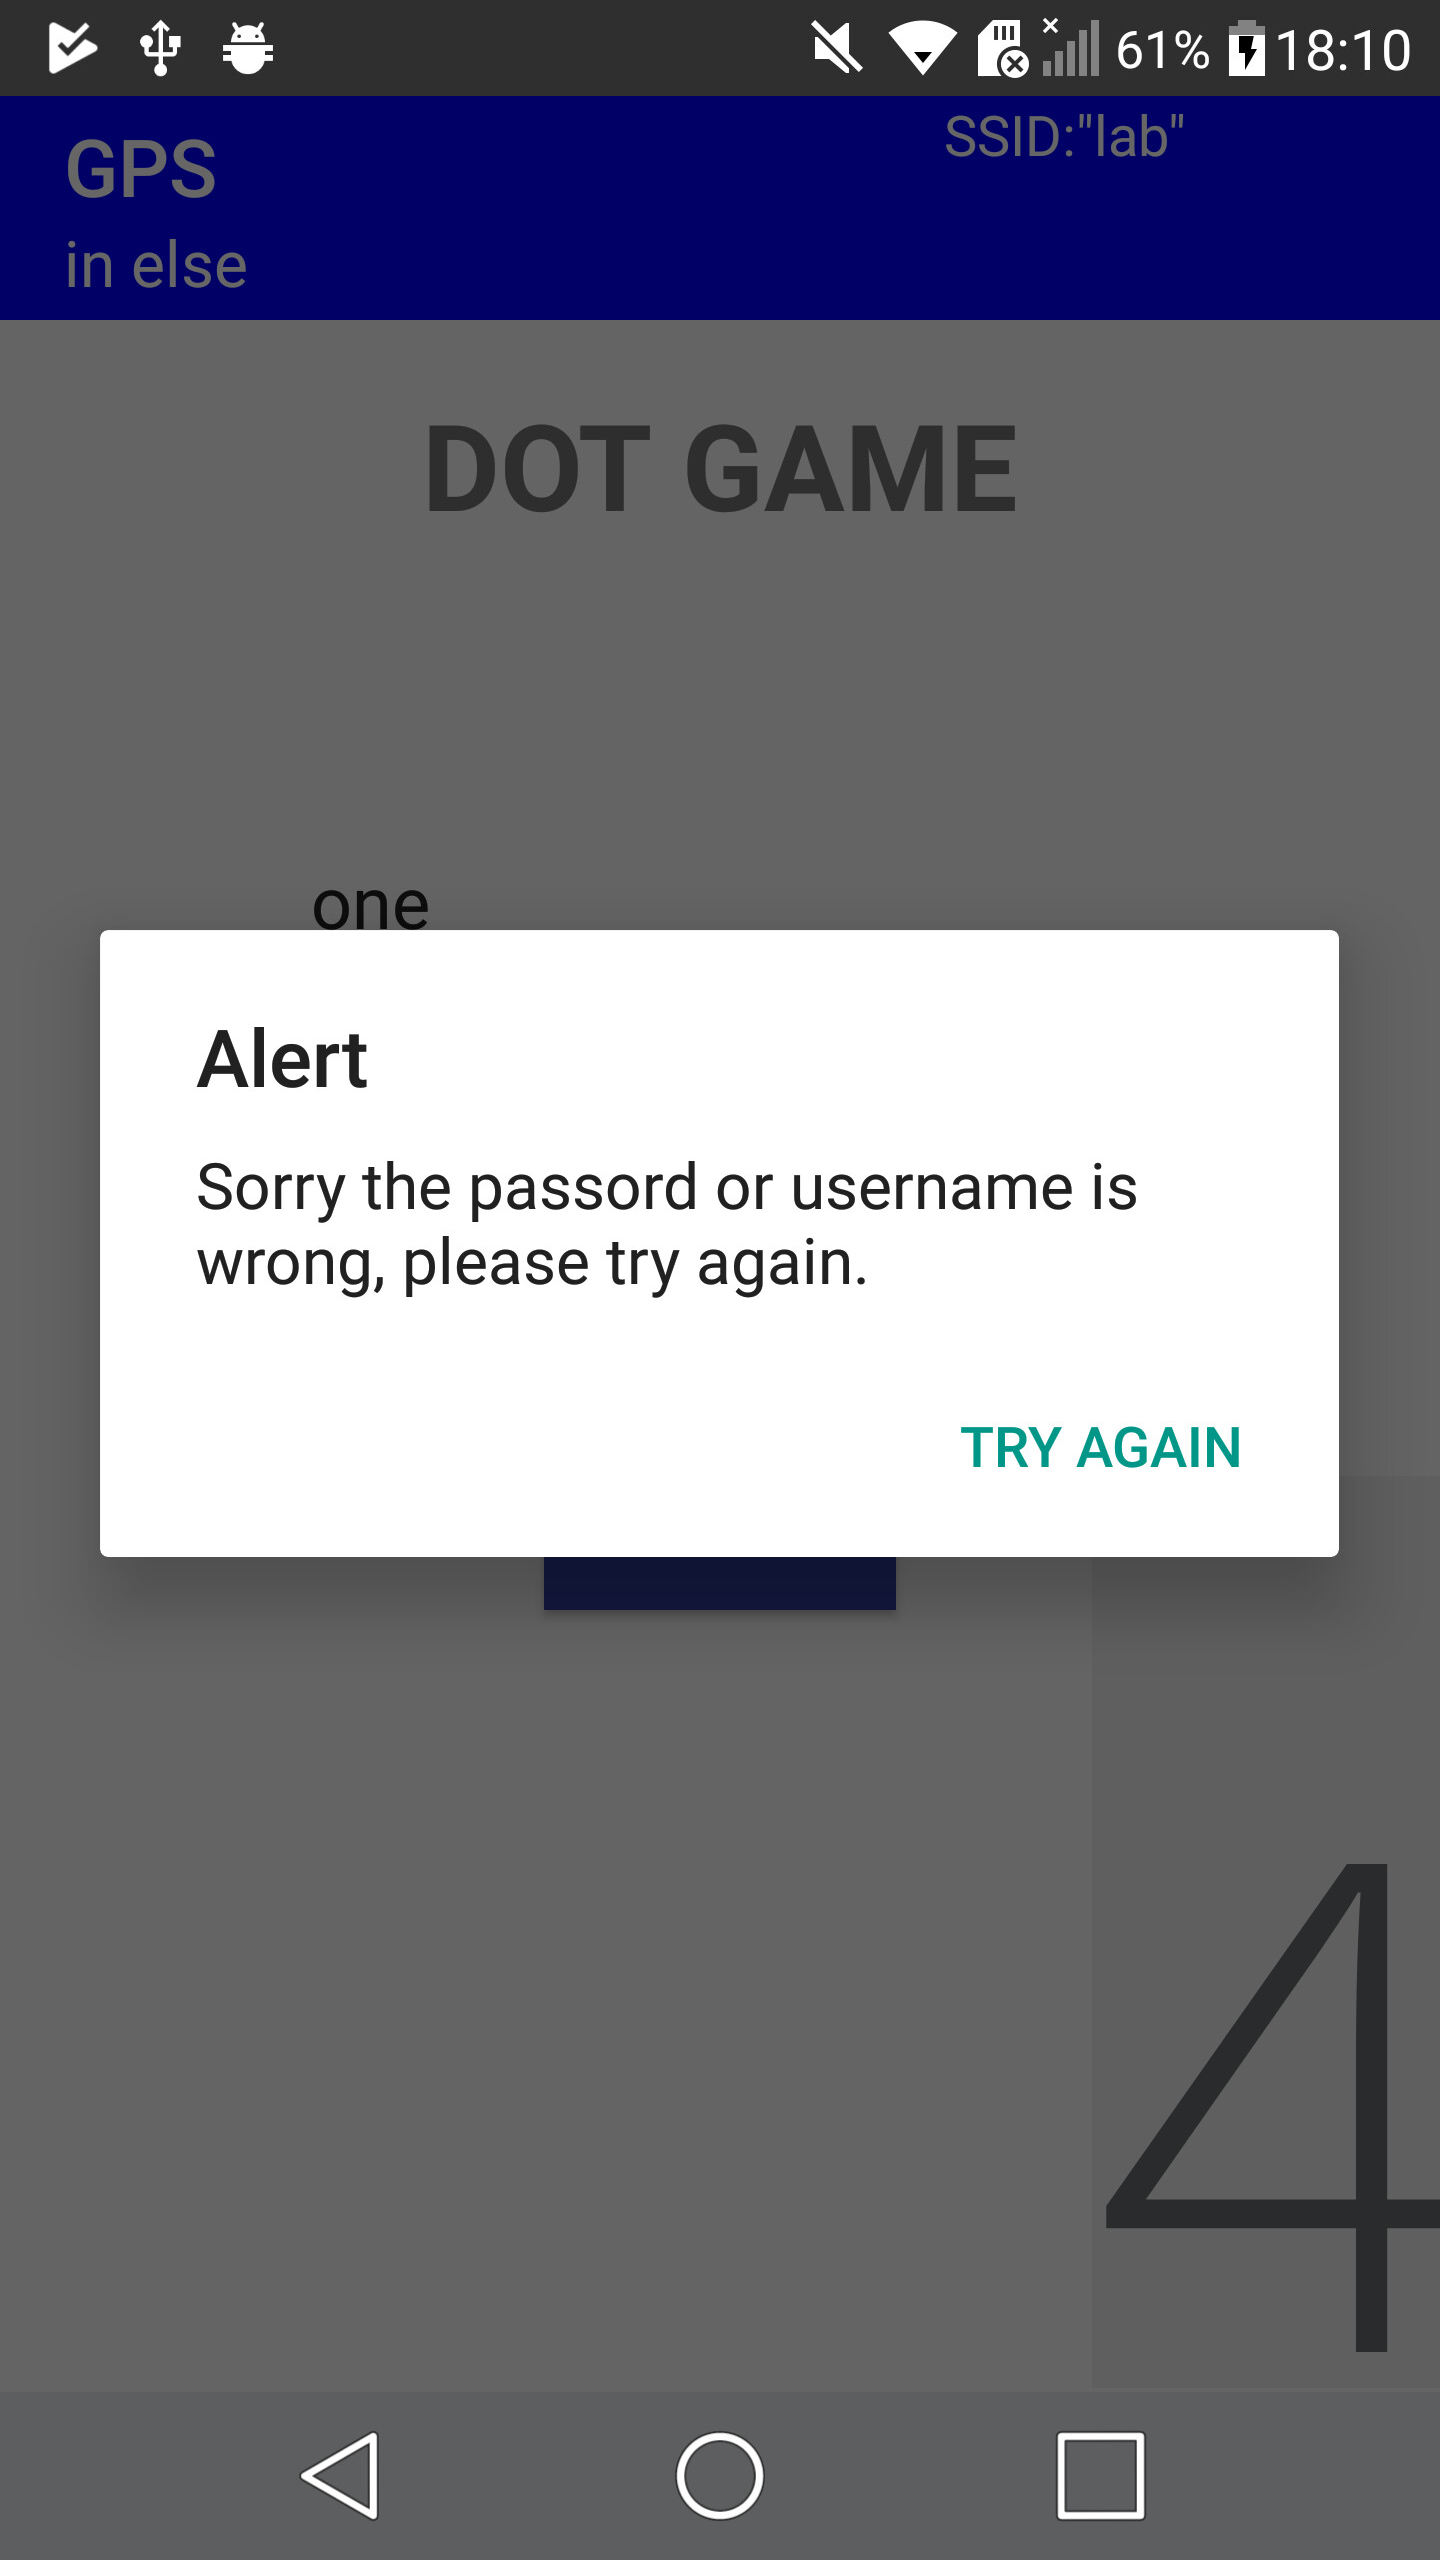 61% 18:10
SSID:"lab"
GPS
in else
DOT GAME
one
Alert
Sorry the passord or username is
wrong, please try again.
TRY AGAIN
4